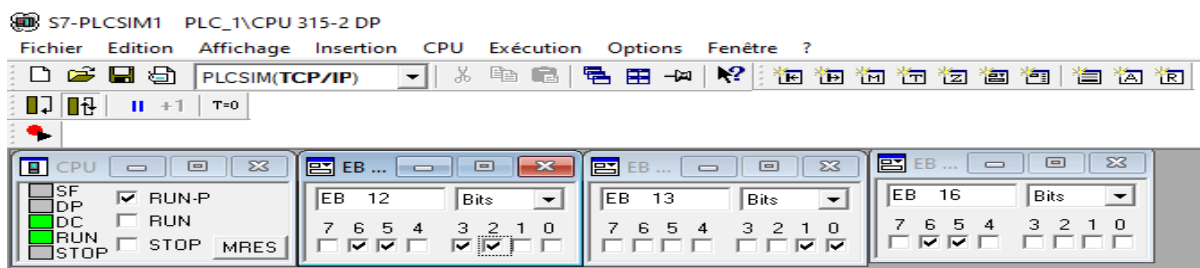 S7-PLCSIM1 PLC_1\CPU 315-2 DP
Fichier Edition Affichage Insertion CPU Exécution Options Fenêtre ?
PLCSIM(TCP/IP)
+1 T=0
CPU
SF
DP
DC
RUN
STOP
RUN-P
RUN
STOP MRES
EB ...
EB 12 Bits
7 6 5 4 3 2 1 0
EB ...
EB 13 Bits
7 6 5 4 3 2 1 0
EB ...
EB 16 Bits
7 6 5 4 3 2 1 0